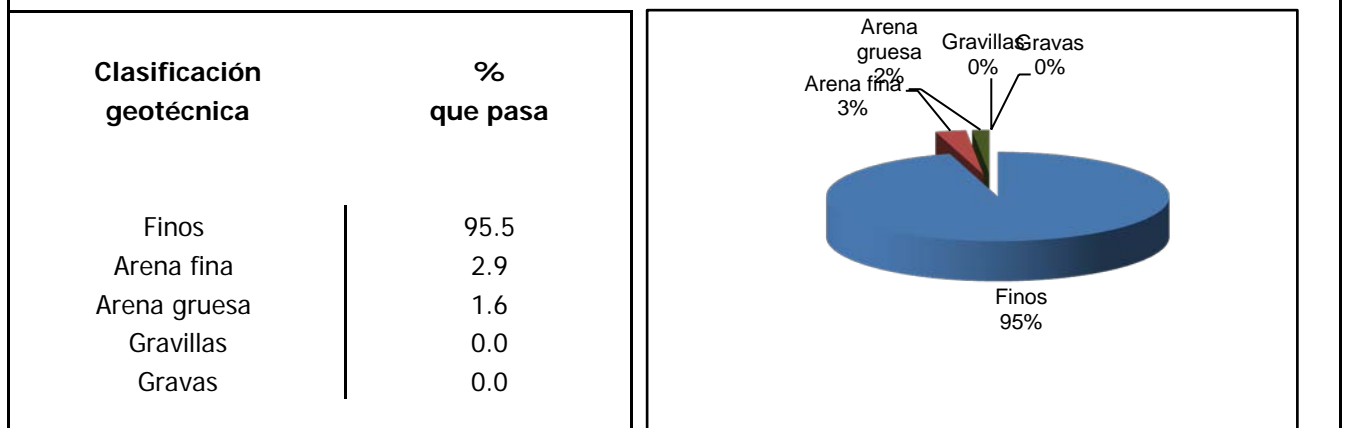 Clasificación
geotécnica
%
que pasa
Finos 95.5
Arena fina 2.9
Arena gruesa 1.6
Gravillas 0.0
Gravas 0.0
Arena
gruesa
2%
Gravillas
0%
Gravas
0%
Arena fina
3%
Finos
95%